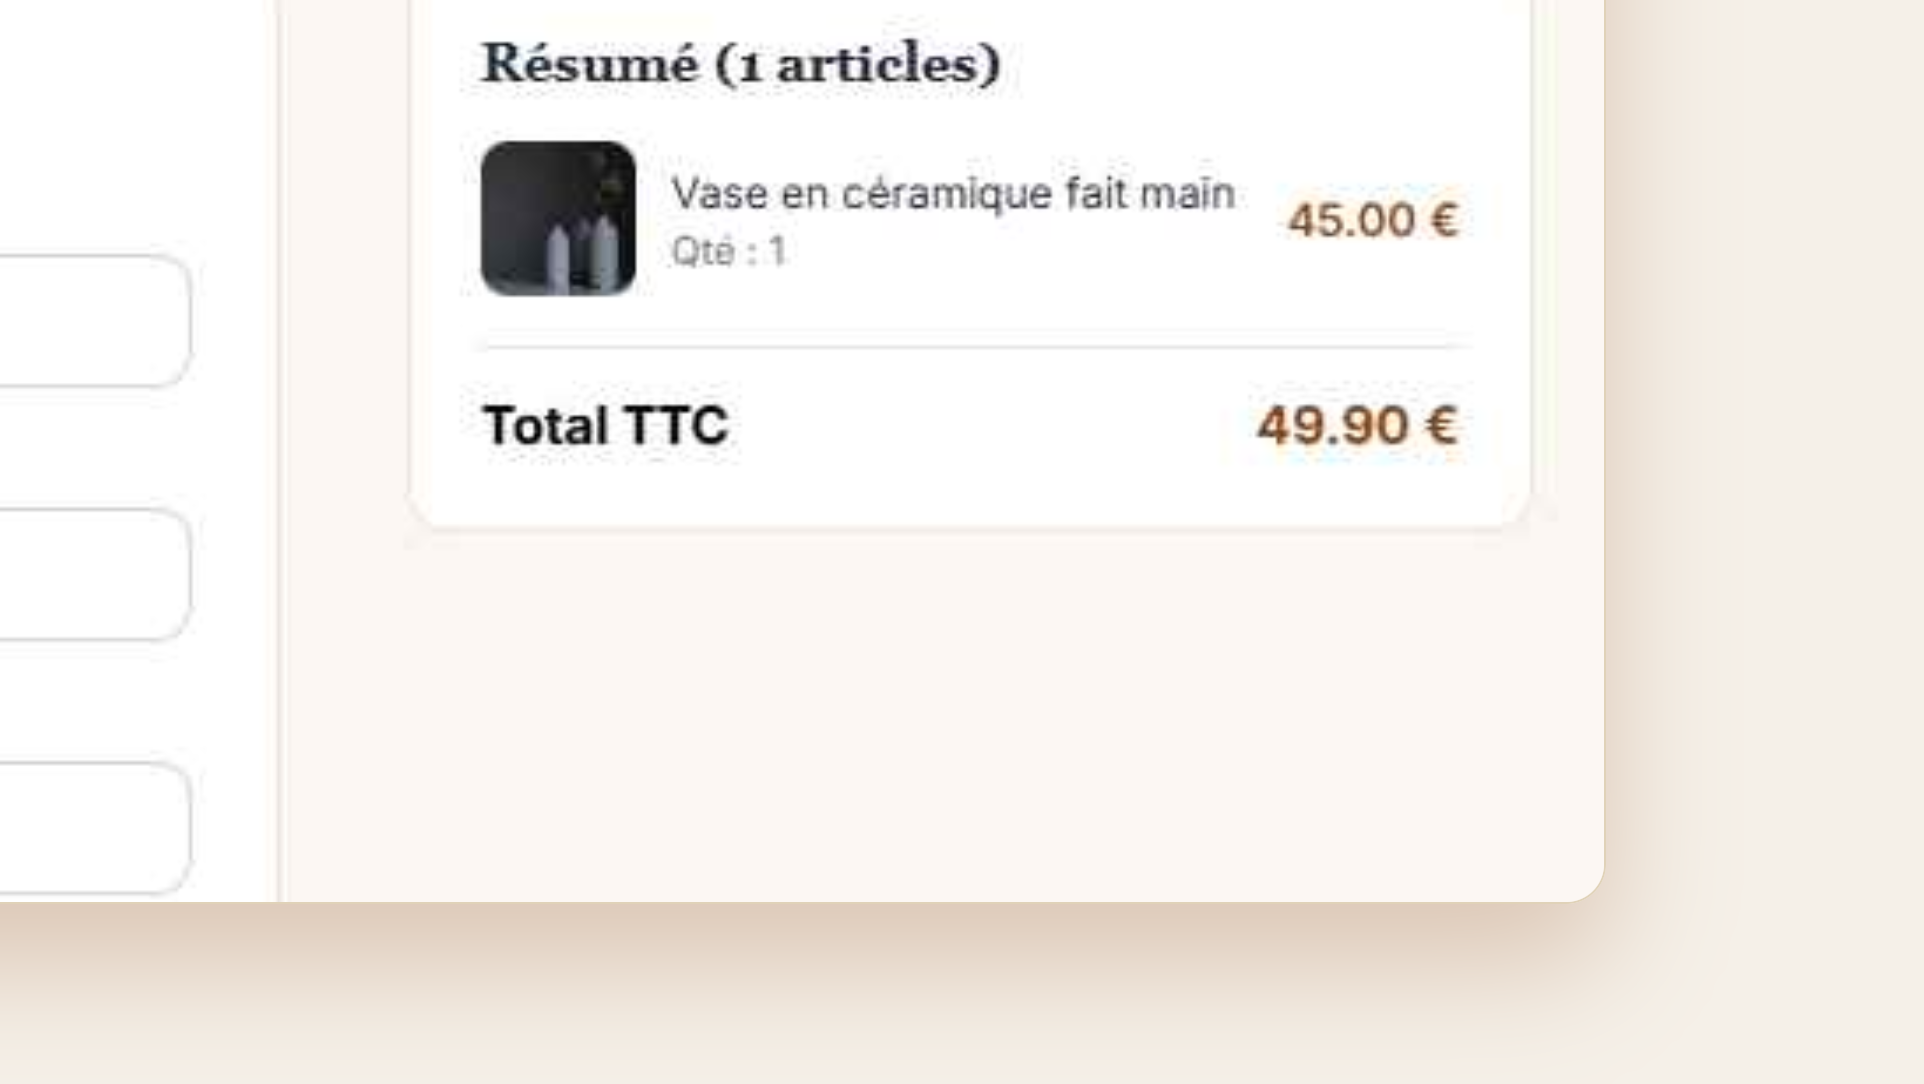 Résumé (1 articles)
Vase en céramique fait main
45.00 €
Qté : 1
Total TTC
49.90 €